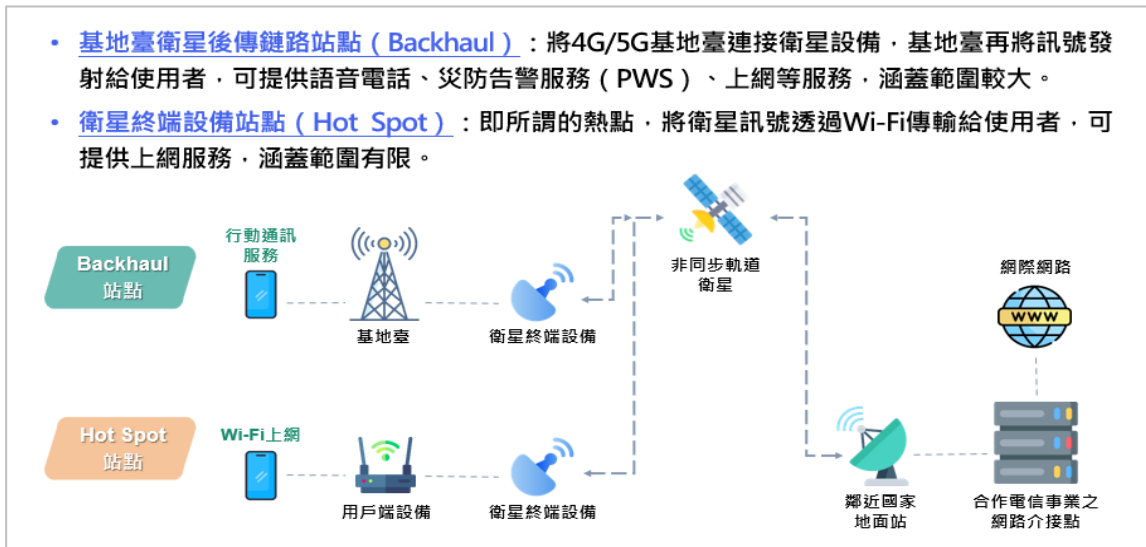 • 基地臺衛星後傳鏈路站點（Backhaul）：將4G/5G基地臺連接衛星設備，基地臺再將訊號發
射給使用者，可提供語音電話、災防告警服務（PWS）、上網等服務，涵蓋範圍較大。
• 衛星終端設備站點（Hot Spot）：即所謂的熱點，將衛星訊號透過Wi-Fi傳輸給使用者，可
提供上網服務，涵蓋範圍有限。
Backhaul
站點
行動通訊
服務
基地臺
衛星終端設備
非同步軌道
衛星
網際網路
WWW
Hot Spot
站點
Wi-Fi上網
用戶端設備
衛星終端設備
鄰近國家
地面站
合作電信事業之
網路介接點